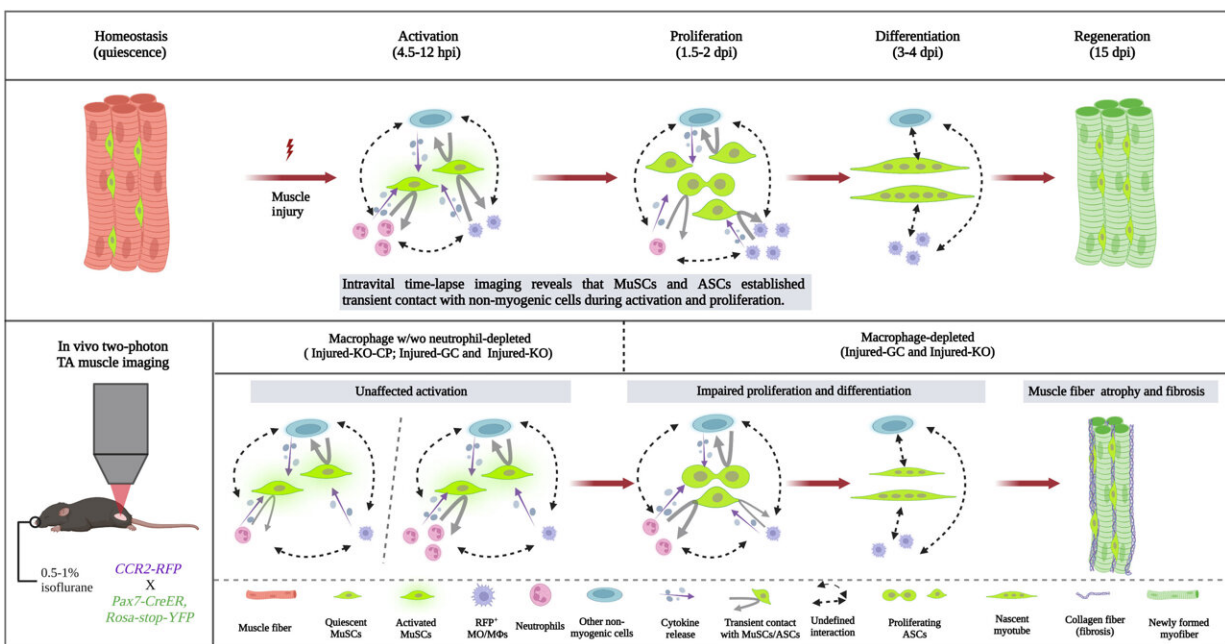 Homeostasis
(quiescence)
Activation
(4.5-12 hpi)
Proliferation
(1.5-2 dpi)
Differentiation
(3-4 dpi)
Regeneration
(15 dpi)
Muscle
injury
Intravital time-lapse imaging reveals that MuSCs and ASCs established
transient contact with non-myogenic cells during activation and proliferation.
In vivo two-photon
TA muscle imaging
0.5-1%
isoflurane
CCR2-RFP
X
Pax7-CreER,
Rosa-stop-YFP
Macrophage w/wo neutrophil-depleted
( Injured-KO-CP; Injured-GC and Injured-KO)
Macrophage-depleted
(Injured-GC and Injured-KO)
Unaffected activation
Impaired proliferation and differentiation
Muscle fiber atrophy and fibrosis
Muscle fiber
Quiescent
MuSCs
Activated
MuSCs
RFP⁺
MO/MΦs
Neutrophils
Other non-
myogenic cells
Cytokine
release
Transient contact
with MuSCs/ASCs
Undefined
interaction
Proliferating
ASCs
Nascent
myotube
Collagen fiber
(fibrosis)
Newly formed
myofiber